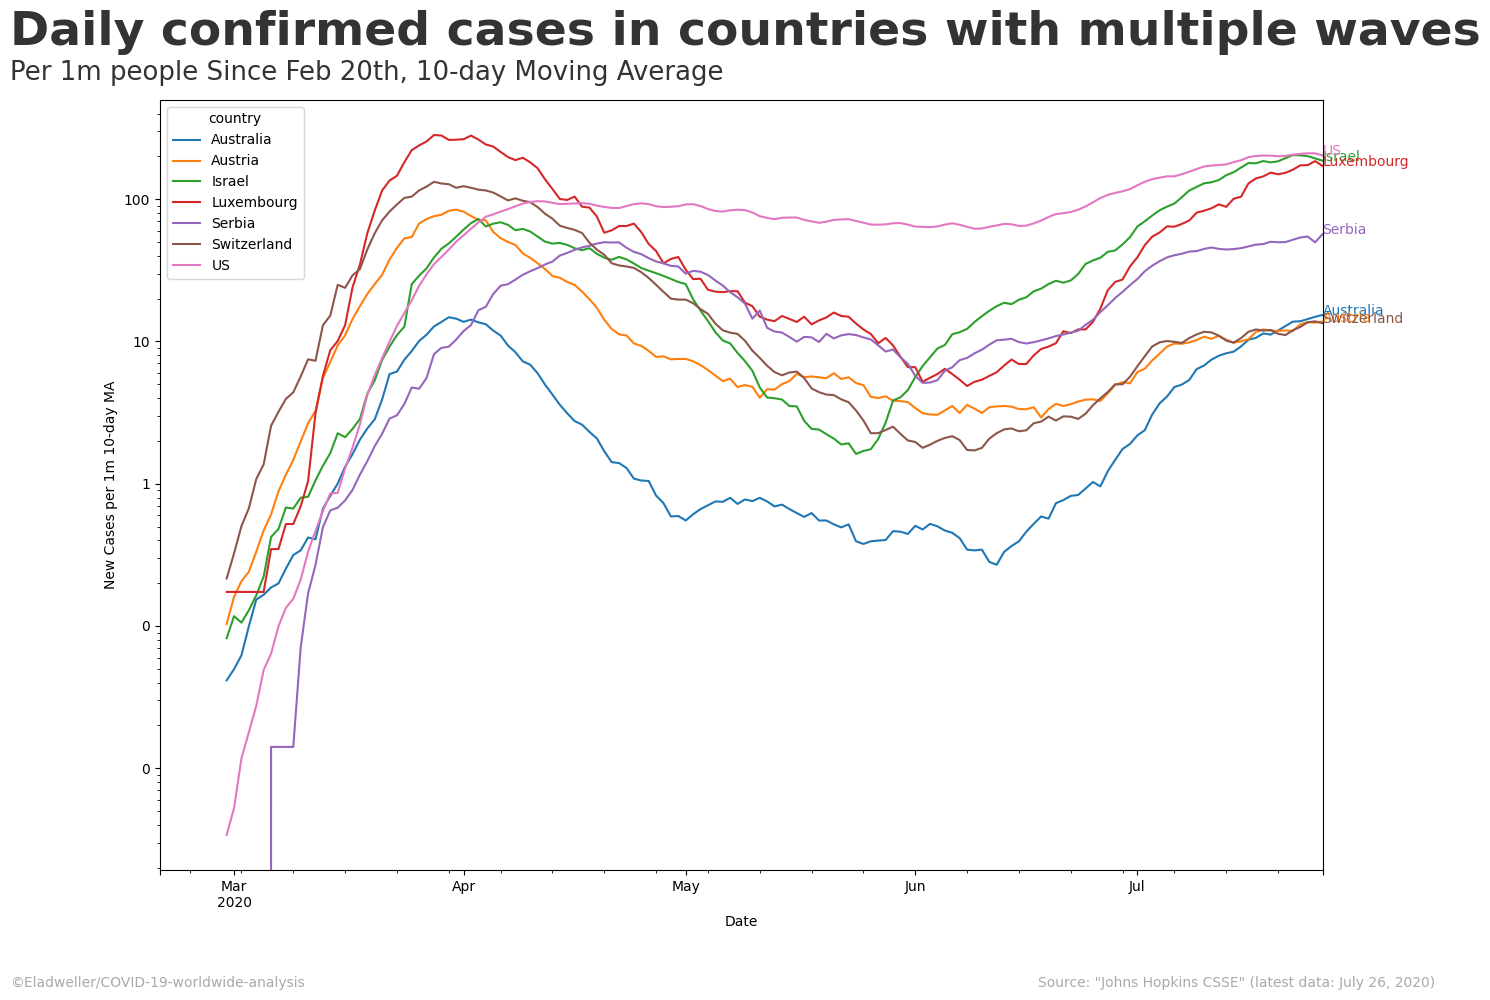 Daily confirmed cases in countries with multiple waves
Per 1m people Since Feb 20th, 10-day Moving Average
country
Australia
Austria
Israel
Luxembourg
Serbia
Switzerland
US
100
10
1
0
0
New Cases per 1m 10-day MA
US
Israel
Luxembourg
Serbia
Australia
Austria
Switzerland
Mar
2020
Apr
May
Jun
Jul
Date
©Eladweller/COVID-19-worldwide-analysis
Source: "Johns Hopkins CSSE" (latest data: July 26, 2020)